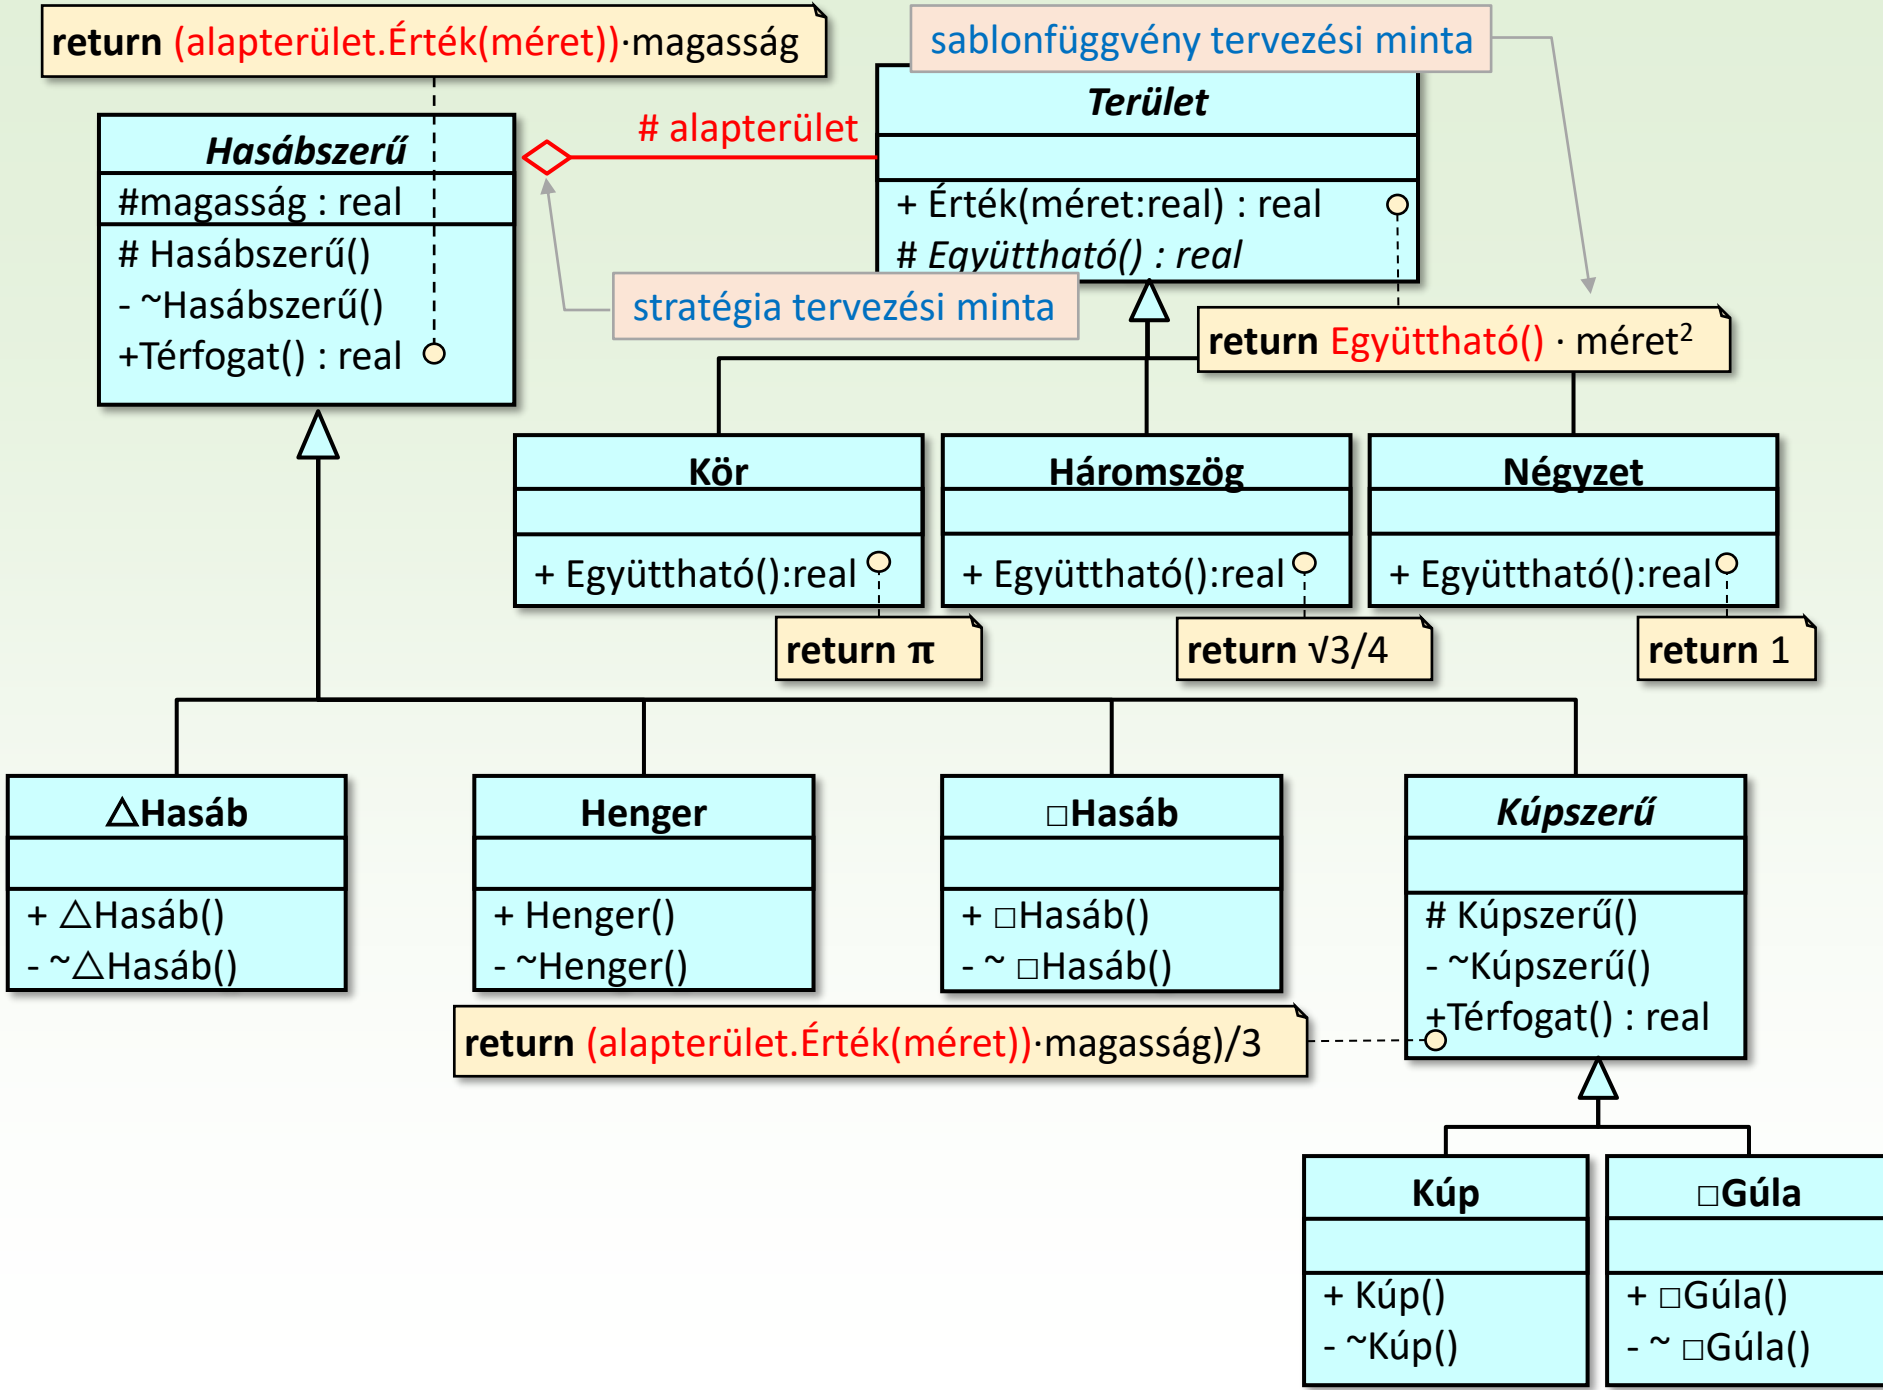 return (alapterület.Érték(méret))·magasság
sablonfüggvény tervezési minta
Hasábszerű
#magasság : real
# Hasábszerű()
- ~Hasábszerű()
+Térfogat() : real
# alapterület
Terület
+ Érték(méret:real) : real
# Együttható() : real
stratégia tervezési minta
return Együttható() · méret²
Kör
+ Együttható():real
return π
Háromszög
+ Együttható():real
return √3/4
Négyzet
+ Együttható():real
return 1
△Hasáb
+ △Hasáb()
- ~△Hasáb()
Henger
+ Henger()
- ~Henger()
□Hasáb
+ □Hasáb()
- ~ □Hasáb()
Kúpszerű
# Kúpszerű()
- ~Kúpszerű()
+Térfogat() : real
return (alapterület.Érték(méret))·magasság)/3
Kúp
+ Kúp()
- ~Kúp()
□Gúla
+ □Gúla()
- ~ □Gúla()